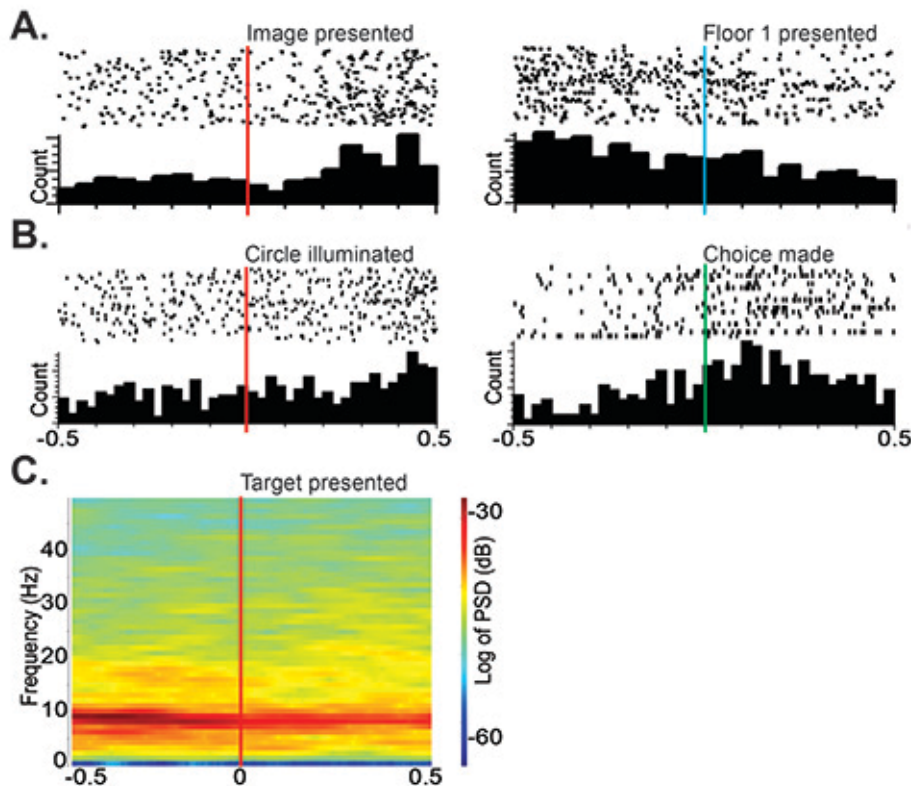 A.
Image presented
Floor 1 presented
Count
Count
B.
Circle illuminated
Choice made
Count
Count
-0.5
0.5
-0.5
0.5
C.
Target presented
Frequency (Hz)
40
30
20
10
0
-0.5
0
0.5
-30
Log of PSD (dB)
-60